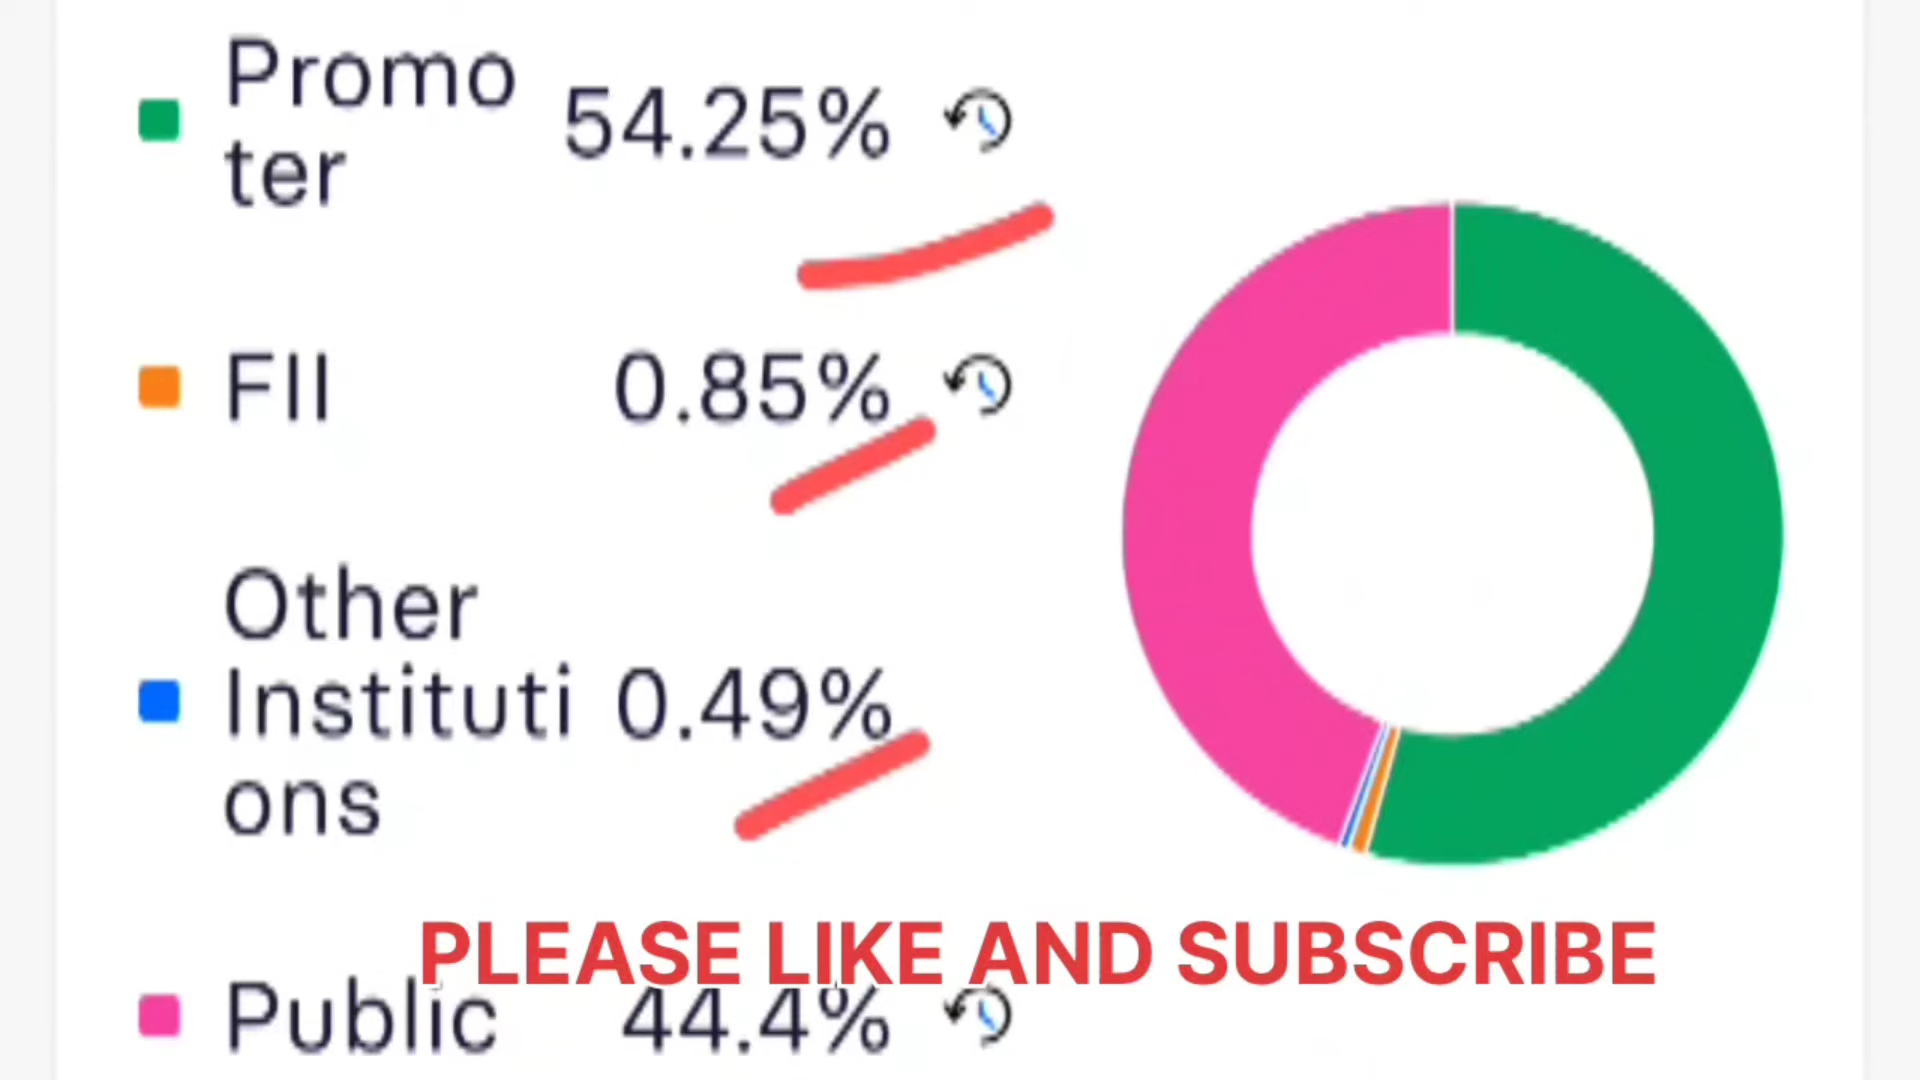 Promo
ter
54.25%
FII
0.85%
Other
Instituti
ons
0.49%
PLEASE LIKE AND SUBSCRIBE
Public
44.4%